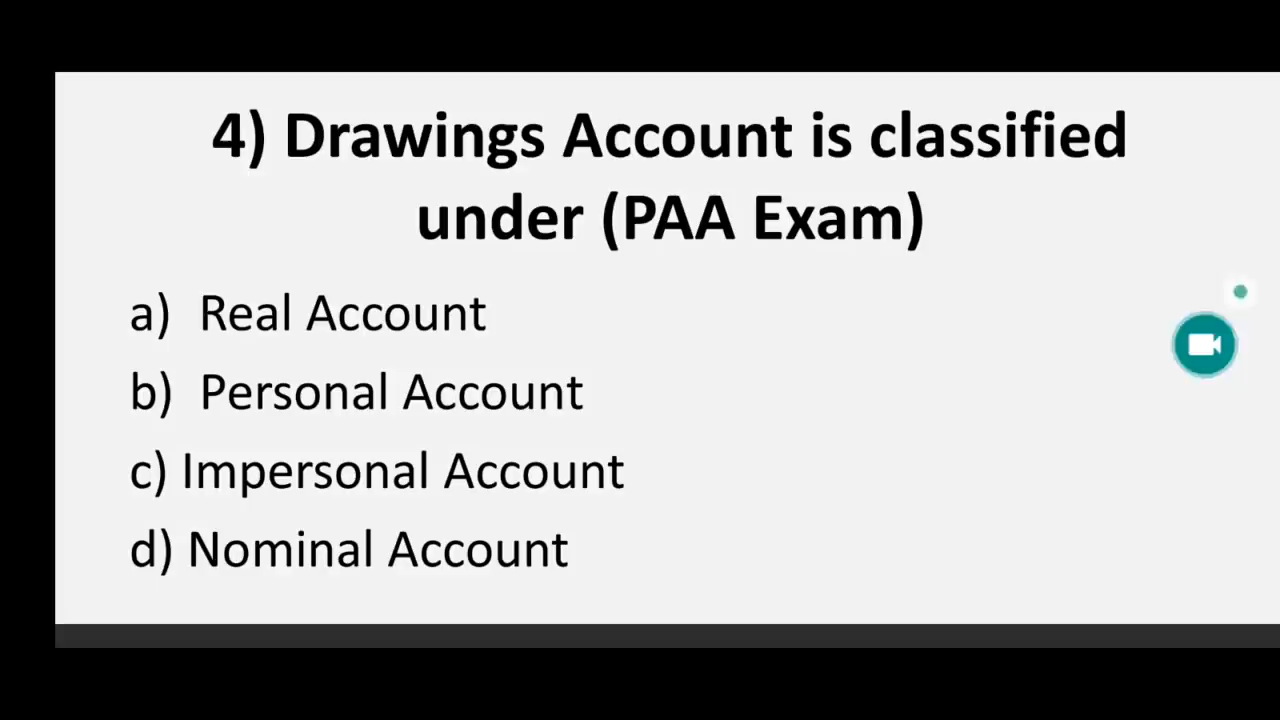 4) Drawings Account is classified
under (PAA Exam)
a) Real Account
b) Personal Account
c) Impersonal Account
d) Nominal Account